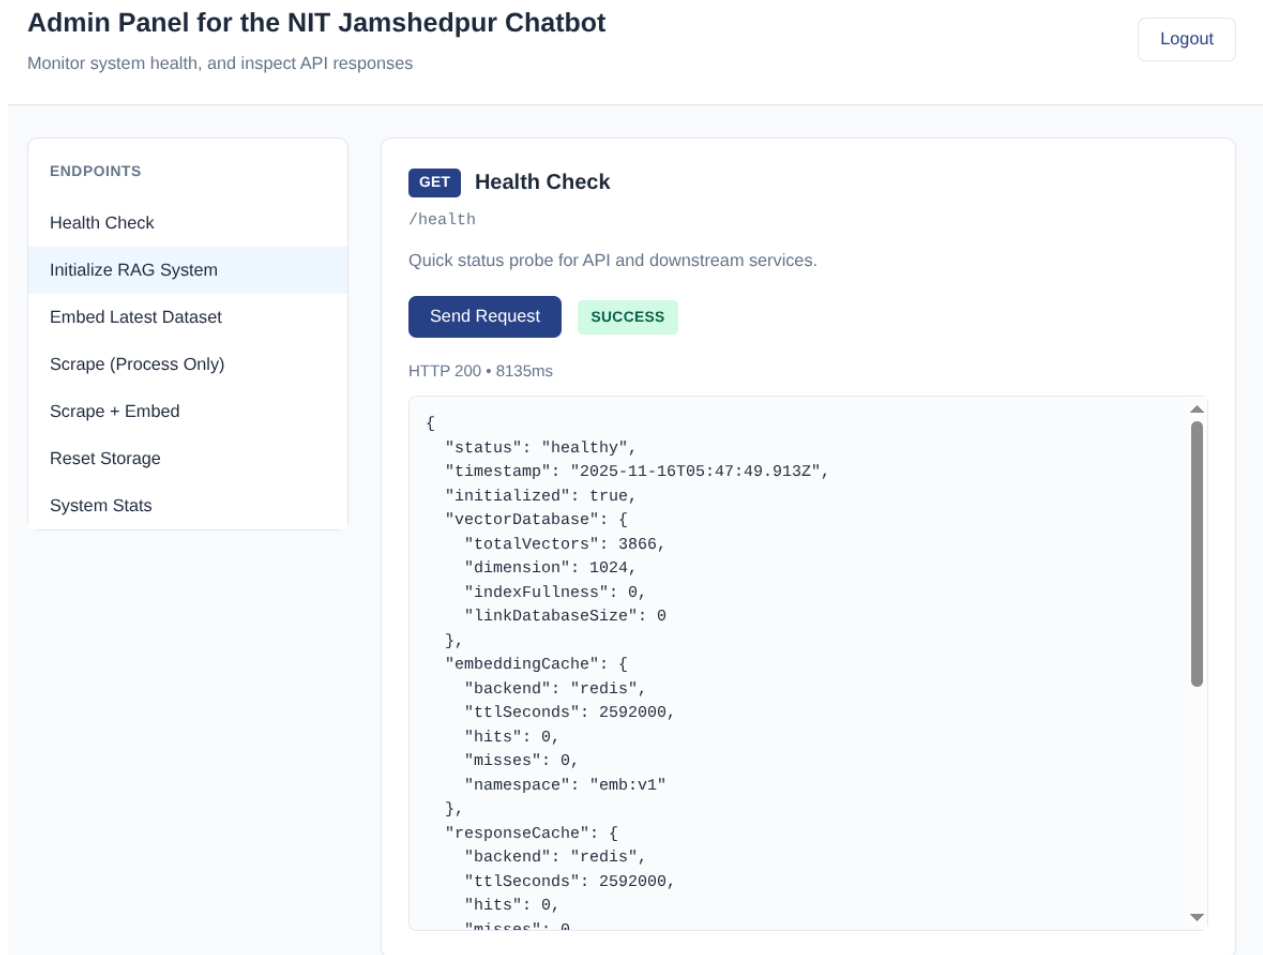 Admin Panel for the NIT Jamshedpur Chatbot
Monitor system health, and inspect API responses
Logout
ENDPOINTS
Health Check
Initialize RAG System
Embed Latest Dataset
Scrape (Process Only)
Scrape + Embed
Reset Storage
System Stats
GET Health Check
/health
Quick status probe for API and downstream services.
Send Request SUCCESS
HTTP 200 • 8135ms
{
  "status": "healthy",
  "timestamp": "2025-11-16T05:47:49.913Z",
  "initialized": true,
  "vectorDatabase": {
    "totalVectors": 3866,
    "dimension": 1024,
    "indexFullness": 0,
    "linkDatabaseSize": 0
  },
  "embeddingCache": {
    "backend": "redis",
    "ttlSeconds": 2592000,
    "hits": 0,
    "misses": 0,
    "namespace": "emb:v1"
  },
  "responseCache": {
    "backend": "redis",
    "ttlSeconds": 2592000,
    "hits": 0,
    "misses": 0